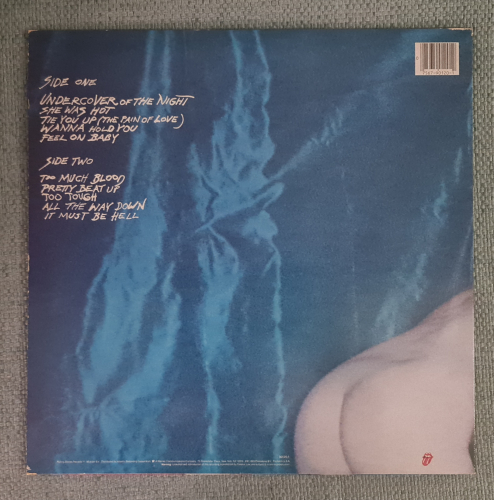 SIDE ONE
UNDERCOVER OF THE NIGHT
SHE WAS HOT
TIE YOU UP (THE PAIN OF LOVE)
WANNA HOLD YOU
FEEL ON BABY
SIDE TWO
TOO MUCH BLOOD
PRETTY BEAT UP
TOO TOUGH
ALL THE WAY DOWN
IT MUST BE HELL